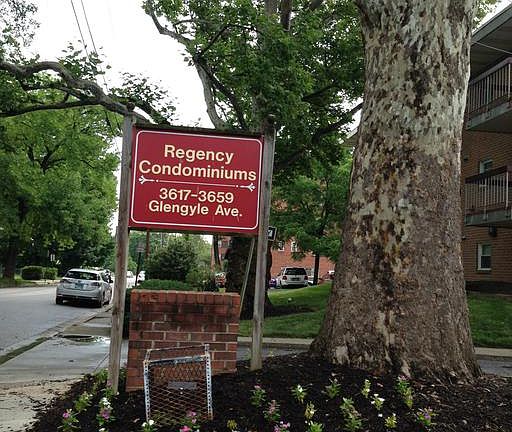 Regency
Condominiums
3617-3659
Glengyle Ave.